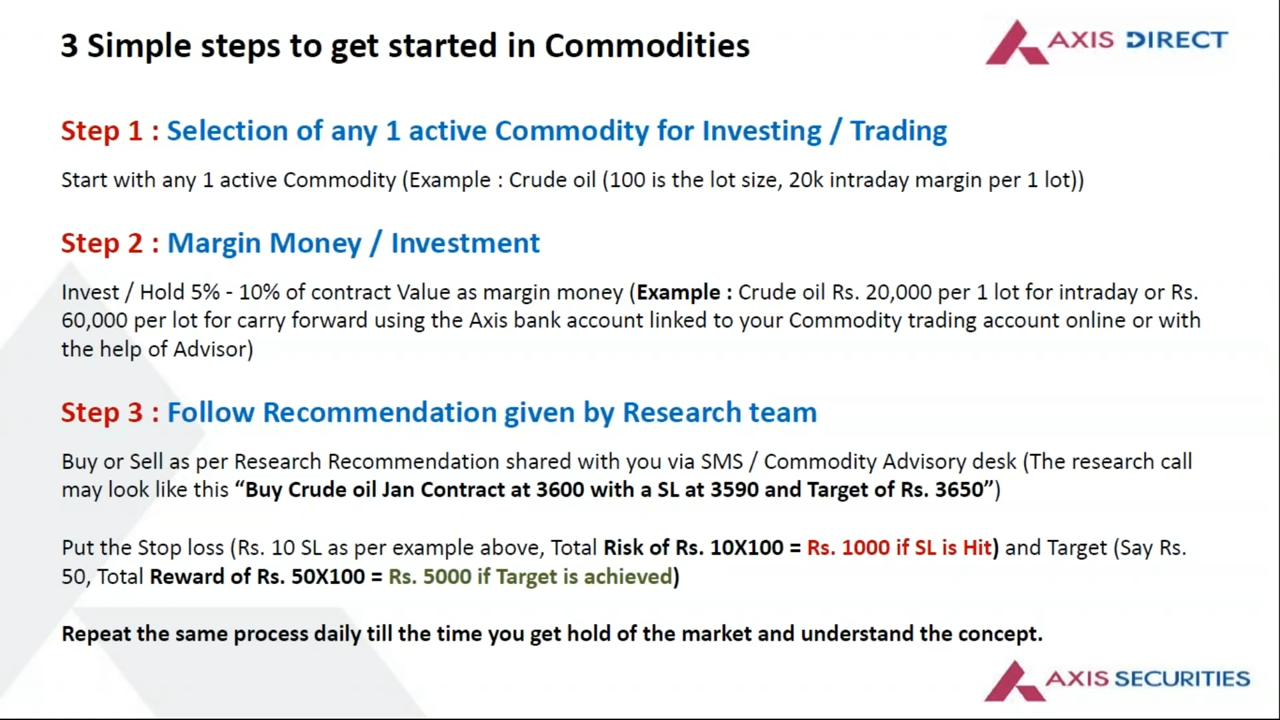 3 Simple steps to get started in Commodities
AXIS DIRECT
Step 1 : Selection of any 1 active Commodity for Investing / Trading
Start with any 1 active Commodity (Example : Crude oil (100 is the lot size, 20k intraday margin per 1 lot))
Step 2 : Margin Money / Investment
Invest / Hold 5% - 10% of contract Value as margin money (Example : Crude oil Rs. 20,000 per 1 lot for intraday or Rs.
60,000 per lot for carry forward using the Axis bank account linked to your Commodity trading account online or with
the help of Advisor)
Step 3 : Follow Recommendation given by Research team
Buy or Sell as per Research Recommendation shared with you via SMS / Commodity Advisory desk (The research call
may look like this “Buy Crude oil Jan Contract at 3600 with a SL at 3590 and Target of Rs. 3650”)
Put the Stop loss (Rs. 10 SL as per example above, Total Risk of Rs. 10X100 = Rs. 1000 if SL is Hit) and Target (Say Rs.
50, Total Reward of Rs. 50X100 = Rs. 5000 if Target is achieved)
Repeat the same process daily till the time you get hold of the market and understand the concept.
AXIS SECURITIES